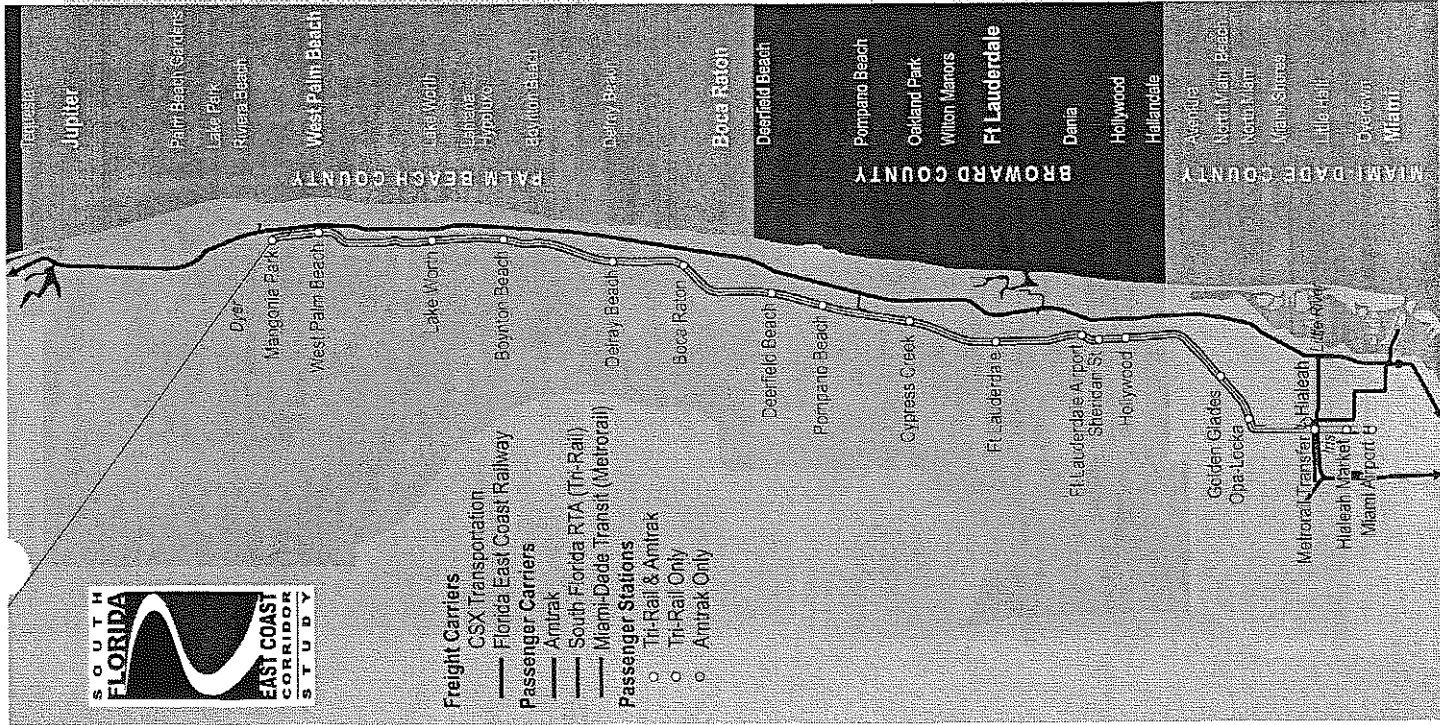 SOUTH
FLORIDA
EAST COAST
CORRIDOR
STUDY
Freight Carriers
CSX Transportation
Florida East Coast Railway
Passenger Carriers
Amtrak
South Florida RTA (Tri-Rail)
Miami-Dade Transit (Metrorail)
Passenger Stations
Tri-Rail & Amtrak
Tri-Rail Only
Amtrak Only
Dyer
Mangonia Park
West Palm Beach
Lake Worth
Boynton Beach
Delray Beach
Boca Raton
Deerfield Beach
Pompano Beach
Cypress Creek
Ft Lauderdale
Ft Lauderdale Airport
Sheridan St.
Hollywood
Golden Glades
Opa-Locka
Metrorail Transfer
Hialeah
Little River
Iris
Hialeah Market
Miami Airport
PALM BEACH COUNTY
BROWARD COUNTY
MIAMI-DADE COUNTY
Tequesta
Jupiter
Palm Beach Gardens
Lake Park
Riviera Beach
West Palm Beach
Lake Worth
Lantana
Hypoluxo
Boynton Beach
Delray Beach
Boca Raton
Deerfield Beach
Pompano Beach
Oakland Park
Wilton Manors
Ft Lauderdale
Dania
Hollywood
Hallandale
Aventura
North Miami Beach
North Miami
Miami Shores
Little Haiti
Overtown
Miami